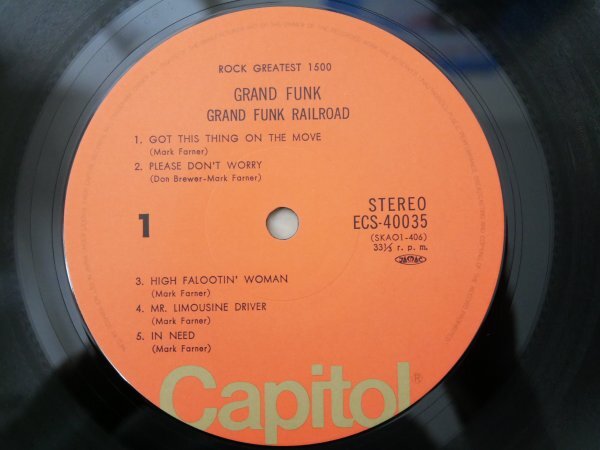 ROCK GREATEST 1500
GRAND FUNK
GRAND FUNK RAILROAD
1. GOT THIS THING ON THE MOVE
(Mark Farner)
2. PLEASE DON'T WORRY
(Don Brewer-Mark Farner)
1
STEREO
ECS-40035
(SKAO1-406)
33⅓ r. p. m.
JASRAC
3. HIGH FALOOTIN' WOMAN
(Mark Farner)
4. MR. LIMOUSINE DRIVER
(Mark Farner)
5. IN NEED
(Mark Farner)
Capitol®